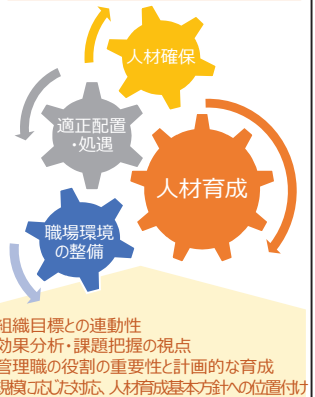 人材確保
適正配置
・処遇
人材育成
職場環境
の整備
組織目標との連動性
効果分析・課題把握の視点
管理職の役割の重要性と計画的な育成
規模に応じた対応、人材育成基本方針への位置付け